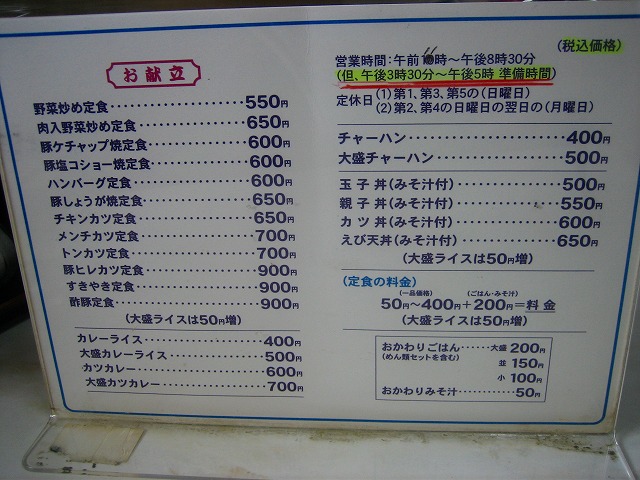 お献立
野菜炒め定食‥‥‥‥‥‥‥‥550円
肉入野菜炒め定食‥‥‥‥‥‥650円
豚ケチャップ焼定食‥‥‥‥‥600円
豚塩コショー焼定食‥‥‥‥‥600円
ハンバーグ定食‥‥‥‥‥‥‥600円
豚しょうが焼定食‥‥‥‥‥‥650円
チキンカツ定食‥‥‥‥‥‥‥650円
メンチカツ定食‥‥‥‥‥‥‥700円
トンカツ定食‥‥‥‥‥‥‥‥700円
豚ヒレカツ定食‥‥‥‥‥‥‥900円
すきやき定食‥‥‥‥‥‥‥‥900円
酢豚定食‥‥‥‥‥‥‥‥‥‥900円
(大盛ライスは50円増)
カレーライス‥‥‥‥‥‥‥‥400円
大盛カレーライス‥‥‥‥‥‥500円
カツカレー‥‥‥‥‥‥‥‥‥600円
大盛カツカレー‥‥‥‥‥‥‥700円
(税込価格)
営業時間:午前 時〜午後8時30分
(但、午後3時30分〜午後5時 準備時間)
定休日(1)第1、第3、第5の(日曜日)
(2)第2、第4の日曜日の翌日の(月曜日)
チャーハン‥‥‥‥‥‥‥‥‥400円
大盛チャーハン‥‥‥‥‥‥‥500円
玉子丼(みそ汁付)‥‥‥‥‥500円
親子丼(みそ汁付)‥‥‥‥‥550円
カツ丼(みそ汁付)‥‥‥‥‥600円
えび天丼(みそ汁付)‥‥‥‥650円
(大盛ライスは50円増)
(定食の料金)
(一品価格) (ごはん・みそ汁)
50円〜400円+200円=料金
(大盛ライスは50円増)
おかわりごはん‥‥‥大盛 200円
(めん類セットを含む) 並 150円
小 100円
おかわりみそ汁‥‥‥‥‥‥50円